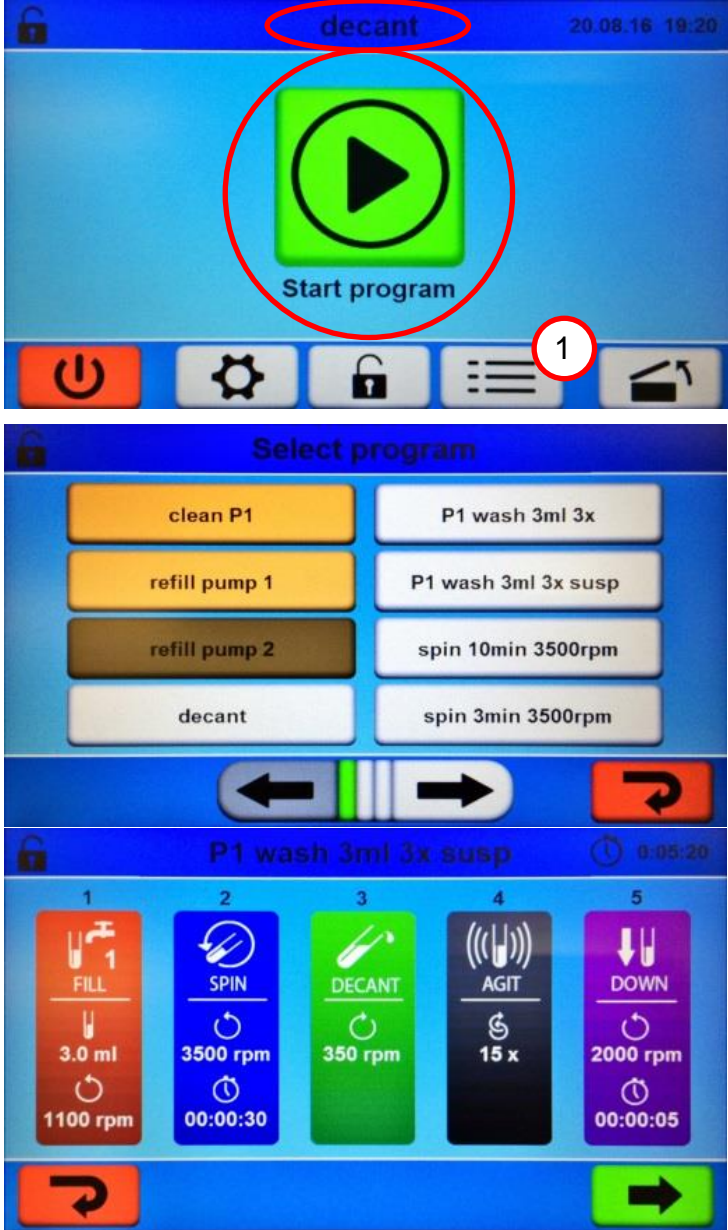 decant 20.08.16 19:20
Start program
1
Select program
clean P1 P1 wash 3ml 3x
refill pump 1 P1 wash 3ml 3x susp
refill pump 2 spin 10min 3500rpm
decant spin 3min 3500rpm
P1 wash 3ml 3x susp 0:05:20
1 2 3 4 5
1
FILL SPIN DECANT AGIT DOWN
3.0 ml 3500 rpm 350 rpm 15 x 2000 rpm
1100 rpm 00:00:30 00:00:05